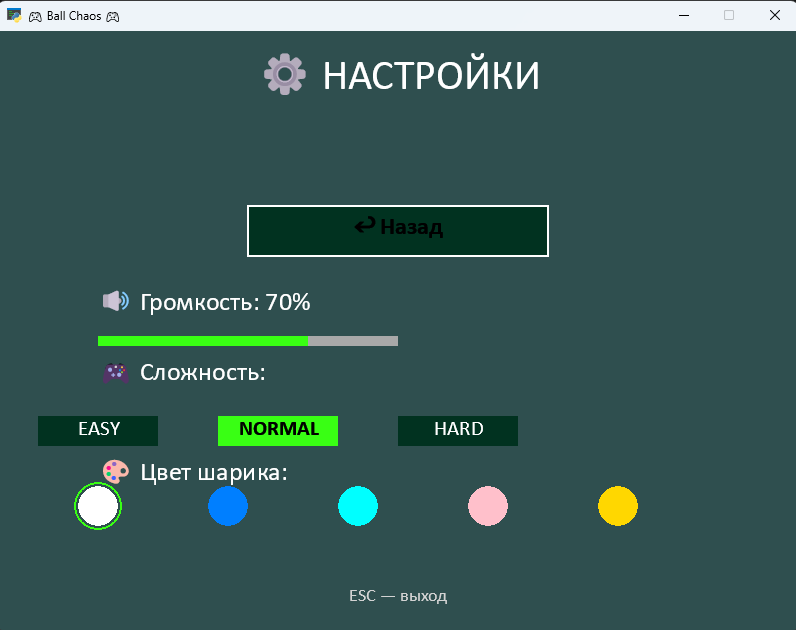 🎮 Ball Chaos 🎮
⚙️ НАСТРОЙКИ
↩ Назад
🔊 Громкость: 70%
🎮 Сложность:
EASY NORMAL HARD
🎨 Цвет шарика:
ESC — выход